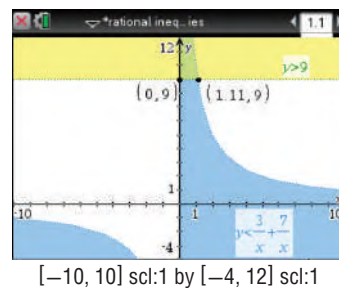 *rational ineq...ies
1.1
12 y
y>9
(0,9) (1.11,9)
1
-10 1 10
y<3/x+7/x
-4
[−10, 10] scl:1 by [−4, 12] scl:1